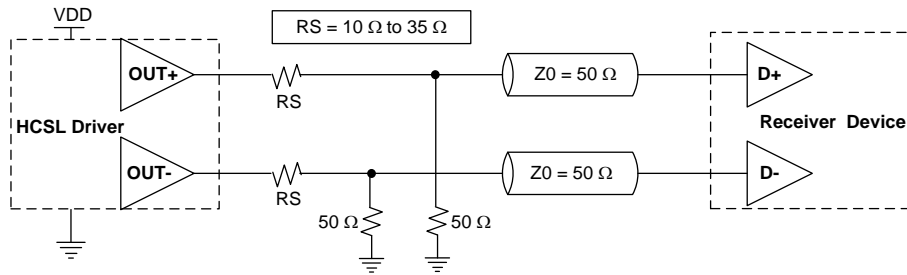 VDD
RS = 10 Ω to 35 Ω
OUT+
Z0 = 50 Ω
D+
RS
HCSL Driver
Receiver Device
OUT-
Z0 = 50 Ω
D-
RS
50 Ω
50 Ω